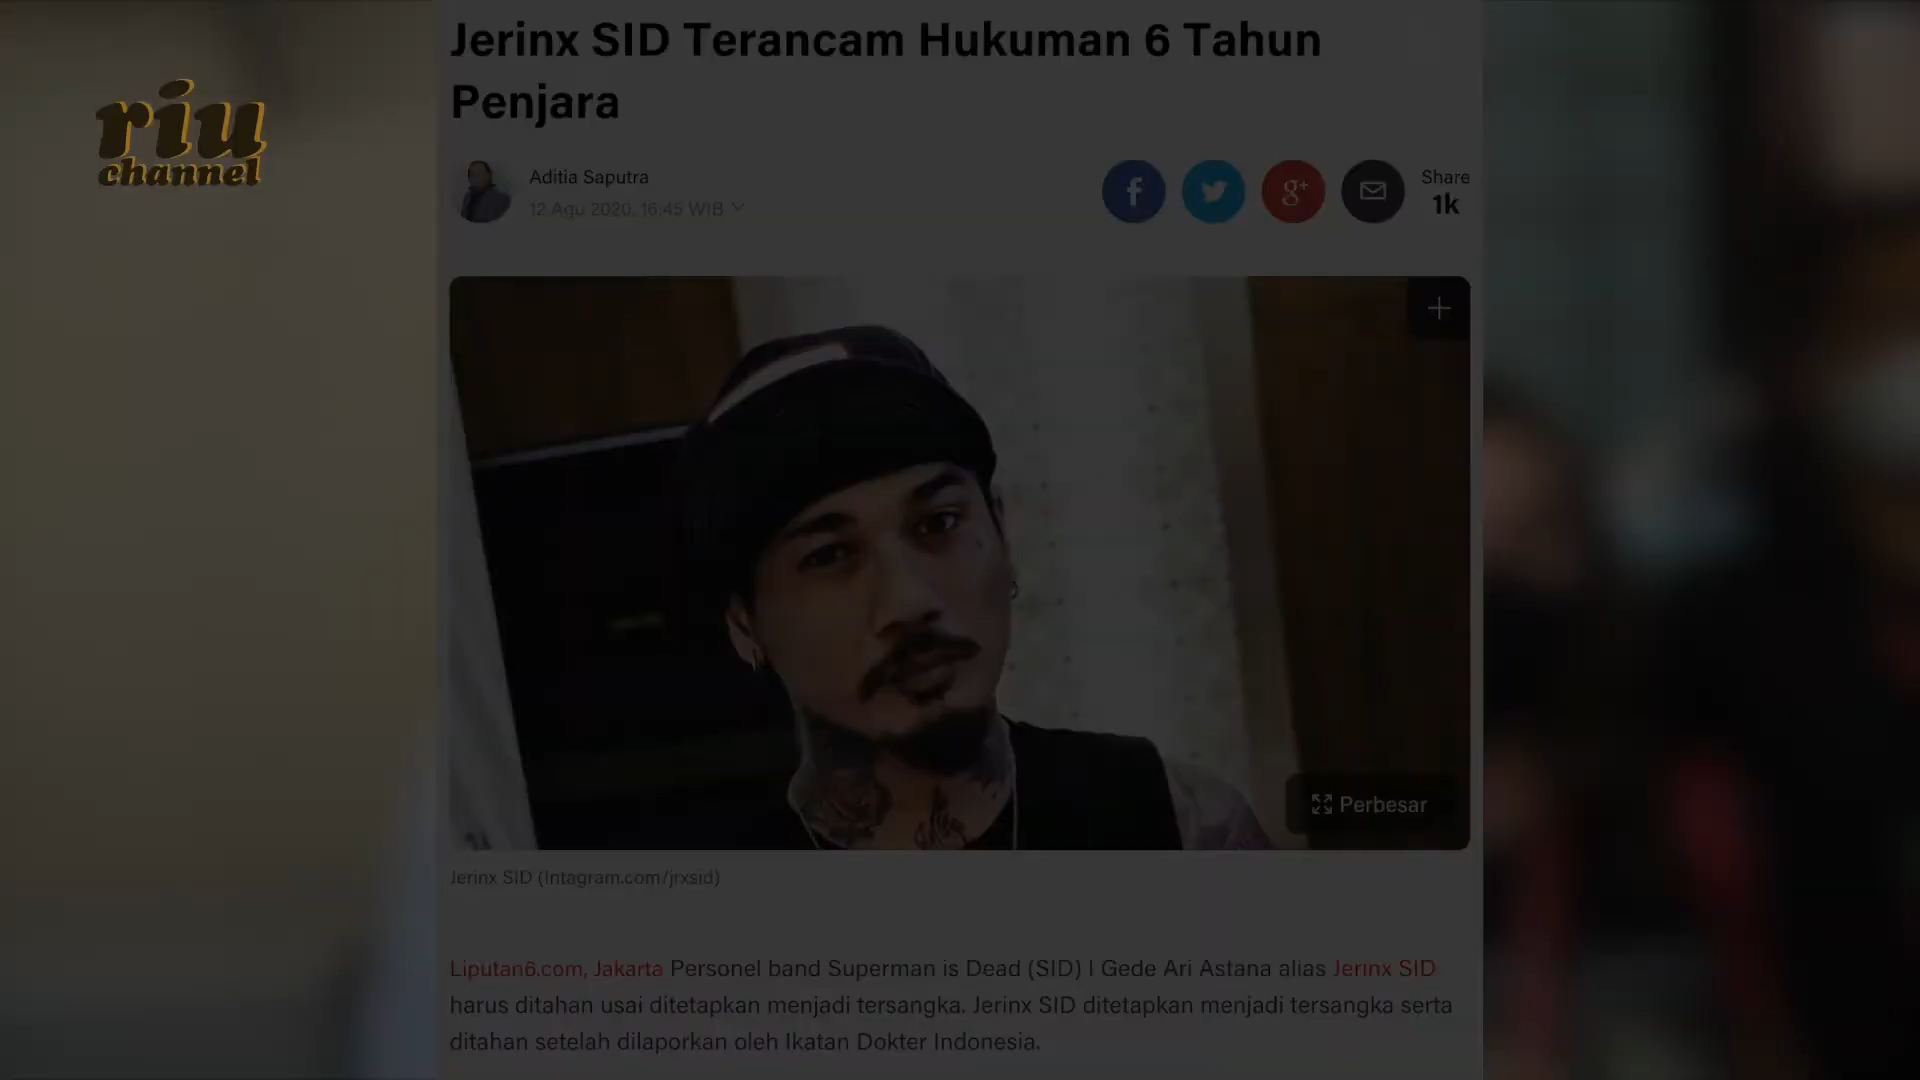 Jerinx SID Terancam Hukuman 6 Tahun
Penjara
riu
channel
Aditia Saputra
12 Agu 2020, 16:45 WIB
f
g+
Share
1k
Perbesar
Jerinx SID (Intagram.com/jrxsid)
Liputan6.com, Jakarta Personel band Superman is Dead (SID) I Gede Ari Astana alias Jerinx SID
harus ditahan usai ditetapkan menjadi tersangka. Jerinx SID ditetapkan menjadi tersangka serta
ditahan setelah dilaporkan oleh Ikatan Dokter Indonesia.